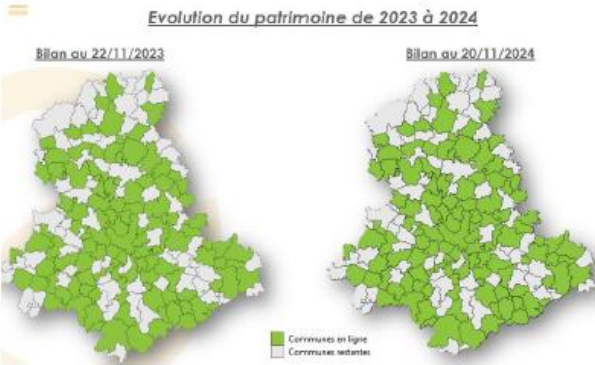 Evolution du patrimoine de 2023 à 2024
Bilan au 22/11/2023
Bilan au 20/11/2024
Communes en ligne
Communes restantes